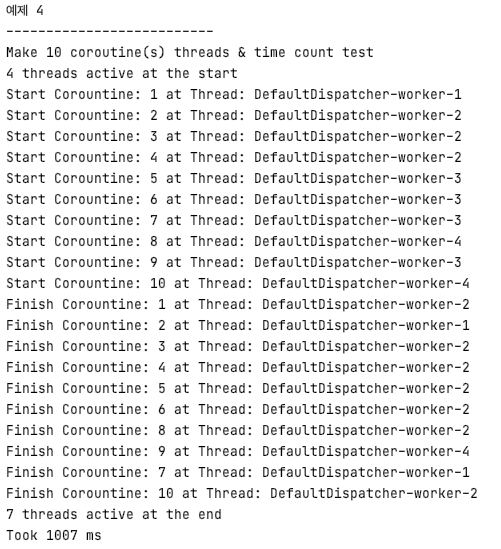 예제 4
--------------------------
Make 10 coroutine(s) threads & time count test
4 threads active at the start
Start Corountine: 1 at Thread: DefaultDispatcher-worker-1
Start Corountine: 2 at Thread: DefaultDispatcher-worker-2
Start Corountine: 3 at Thread: DefaultDispatcher-worker-2
Start Corountine: 4 at Thread: DefaultDispatcher-worker-2
Start Corountine: 5 at Thread: DefaultDispatcher-worker-3
Start Corountine: 6 at Thread: DefaultDispatcher-worker-3
Start Corountine: 7 at Thread: DefaultDispatcher-worker-3
Start Corountine: 8 at Thread: DefaultDispatcher-worker-4
Start Corountine: 9 at Thread: DefaultDispatcher-worker-3
Start Corountine: 10 at Thread: DefaultDispatcher-worker-4
Finish Corountine: 1 at Thread: DefaultDispatcher-worker-2
Finish Corountine: 2 at Thread: DefaultDispatcher-worker-1
Finish Corountine: 3 at Thread: DefaultDispatcher-worker-2
Finish Corountine: 4 at Thread: DefaultDispatcher-worker-2
Finish Corountine: 5 at Thread: DefaultDispatcher-worker-2
Finish Corountine: 6 at Thread: DefaultDispatcher-worker-2
Finish Corountine: 8 at Thread: DefaultDispatcher-worker-2
Finish Corountine: 9 at Thread: DefaultDispatcher-worker-4
Finish Corountine: 7 at Thread: DefaultDispatcher-worker-1
Finish Corountine: 10 at Thread: DefaultDispatcher-worker-2
7 threads active at the end
Took 1007 ms